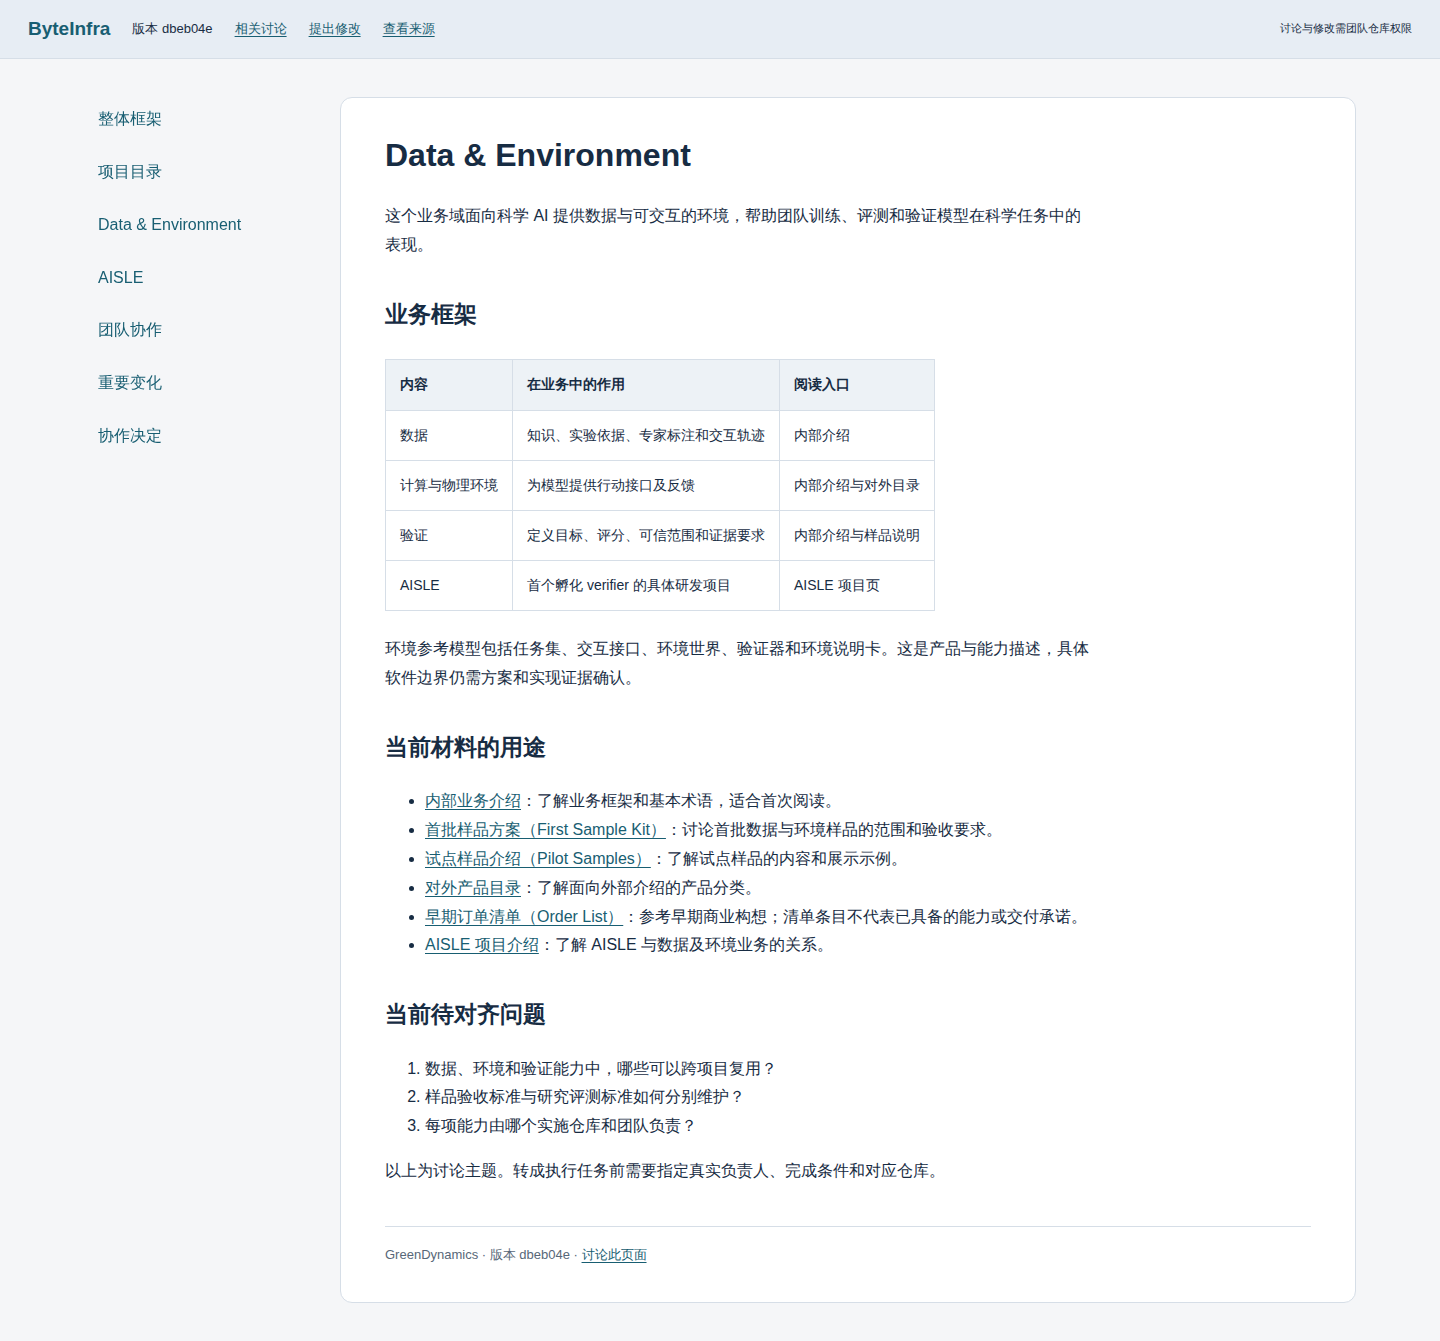 ByteInfra 版本 dbeb04e 相关讨论 提出修改 查看来源 讨论与修改需团队仓库权限
整体框架
项目目录
Data & Environment
AISLE
团队协作
重要变化
协作决定
Data & Environment
这个业务域面向科学 AI 提供数据与可交互的环境，帮助团队训练、评测和验证模型在科学任务中的
表现。
业务框架
内容 在业务中的作用 阅读入口
数据 知识、实验依据、专家标注和交互轨迹 内部介绍
计算与物理环境 为模型提供行动接口及反馈 内部介绍与对外目录
验证 定义目标、评分、可信范围和证据要求 内部介绍与样品说明
AISLE 首个孵化 verifier 的具体研发项目 AISLE 项目页
环境参考模型包括任务集、交互接口、环境世界、验证器和环境说明卡。这是产品与能力描述，具体
软件边界仍需方案和实现证据确认。
当前材料的用途
• 内部业务介绍：了解业务框架和基本术语，适合首次阅读。
• 首批样品方案（First Sample Kit）：讨论首批数据与环境样品的范围和验收要求。
• 试点样品介绍（Pilot Samples）：了解试点样品的内容和展示示例。
• 对外产品目录：了解面向外部介绍的产品分类。
• 早期订单清单（Order List）：参考早期商业构想；清单条目不代表已具备的能力或交付承诺。
• AISLE 项目介绍：了解 AISLE 与数据及环境业务的关系。
当前待对齐问题
1. 数据、环境和验证能力中，哪些可以跨项目复用？
2. 样品验收标准与研究评测标准如何分别维护？
3. 每项能力由哪个实施仓库和团队负责？
以上为讨论主题。转成执行任务前需要指定真实负责人、完成条件和对应仓库。
GreenDynamics · 版本 dbeb04e · 讨论此页面